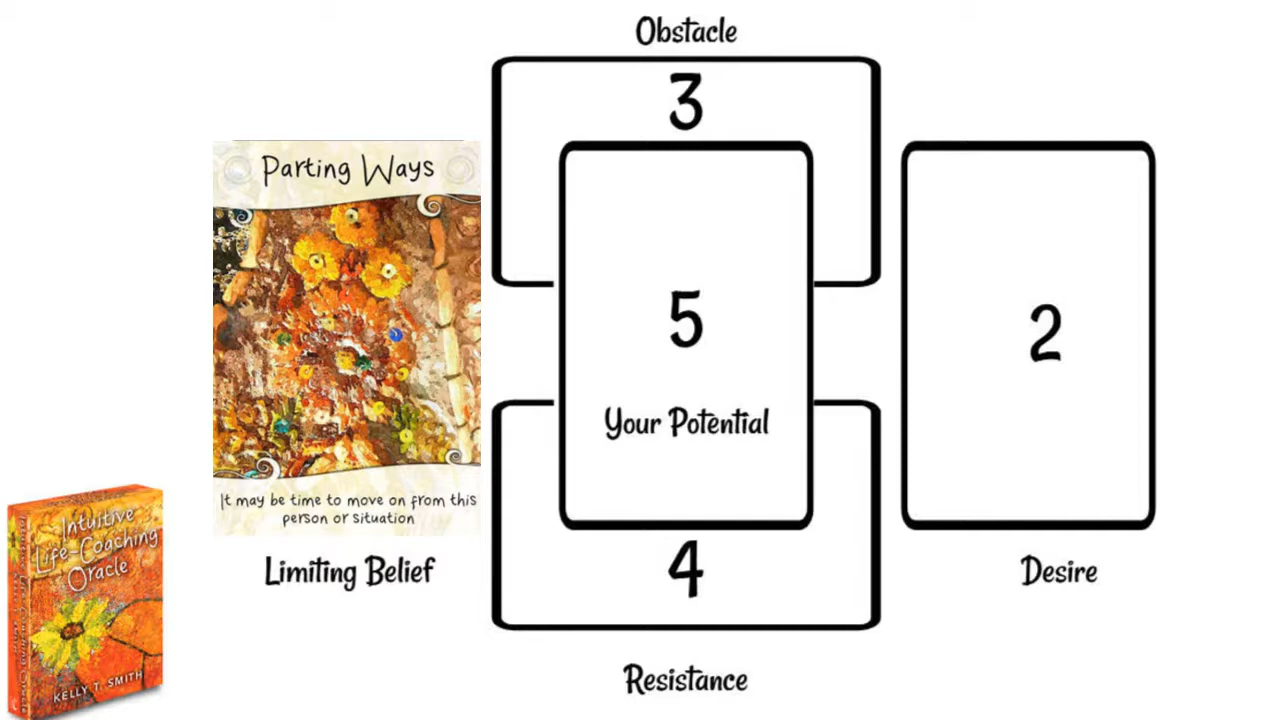 Obstacle
3
Parting Ways
5
Your Potential
2
It may be time to move on from this
person or situation
Limiting Belief
4
Desire
Resistance
Intuitive
Life-Coaching
Oracle
KELLY T. SMITH